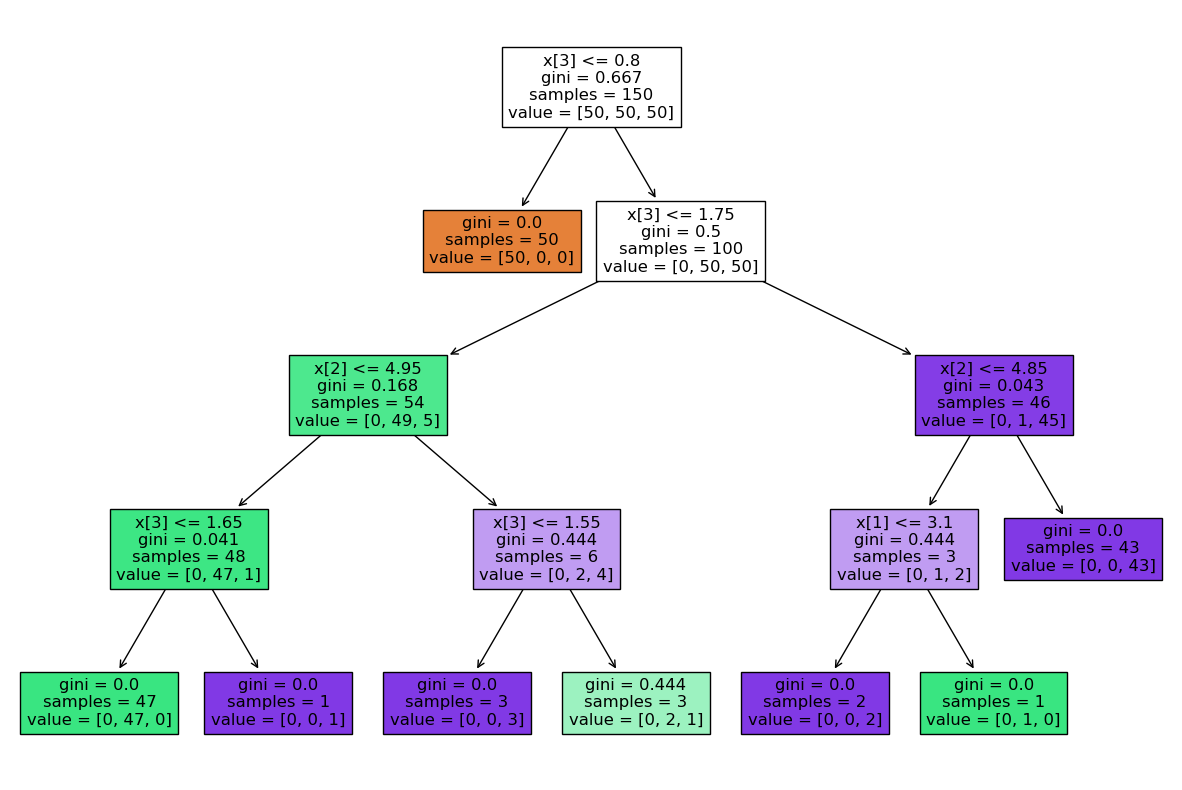 x[3] <= 0.8
gini = 0.667
samples = 150
value = [50, 50, 50]
gini = 0.0
samples = 50
value = [50, 0, 0]
x[3] <= 1.75
gini = 0.5
samples = 100
value = [0, 50, 50]
x[2] <= 4.95
gini = 0.168
samples = 54
value = [0, 49, 5]
x[2] <= 4.85
gini = 0.043
samples = 46
value = [0, 1, 45]
x[3] <= 1.65
gini = 0.041
samples = 48
value = [0, 47, 1]
x[3] <= 1.55
gini = 0.444
samples = 6
value = [0, 2, 4]
x[1] <= 3.1
gini = 0.444
samples = 3
value = [0, 1, 2]
gini = 0.0
samples = 43
value = [0, 0, 43]
gini = 0.0
samples = 47
value = [0, 47, 0]
gini = 0.0
samples = 1
value = [0, 0, 1]
gini = 0.0
samples = 3
value = [0, 0, 3]
gini = 0.444
samples = 3
value = [0, 2, 1]
gini = 0.0
samples = 2
value = [0, 0, 2]
gini = 0.0
samples = 1
value = [0, 1, 0]